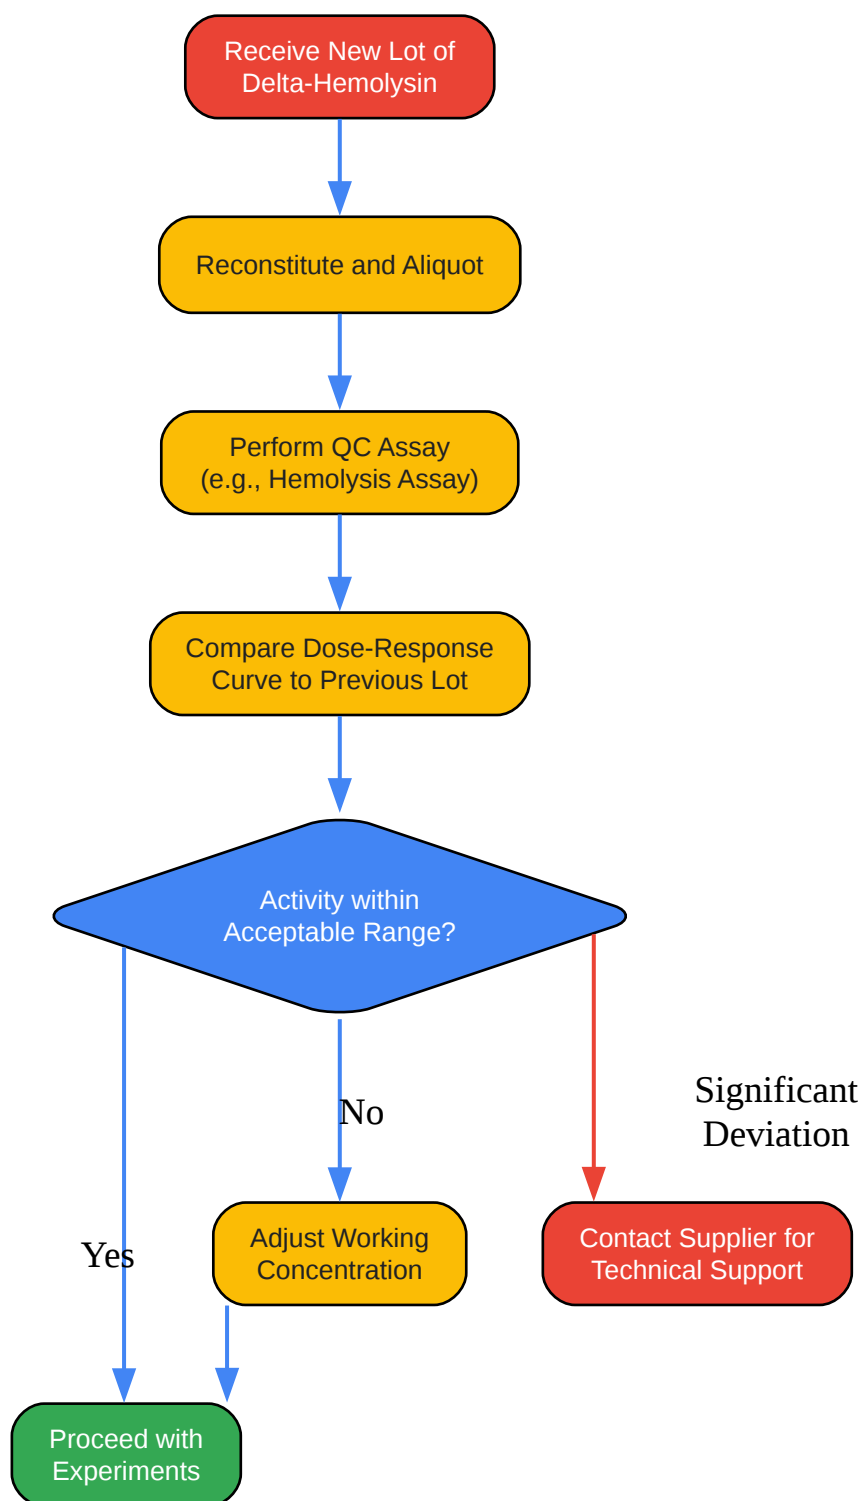 Receive New Lot of
Delta-Hemolysin
Reconstitute and Aliquot
Perform QC Assay
(e.g., Hemolysis Assay)
Compare Dose-Response
Curve to Previous Lot
Activity within
Acceptable Range?
No
Significant
Deviation
Yes
Adjust Working
Concentration
Contact Supplier for
Technical Support
Proceed with
Experiments